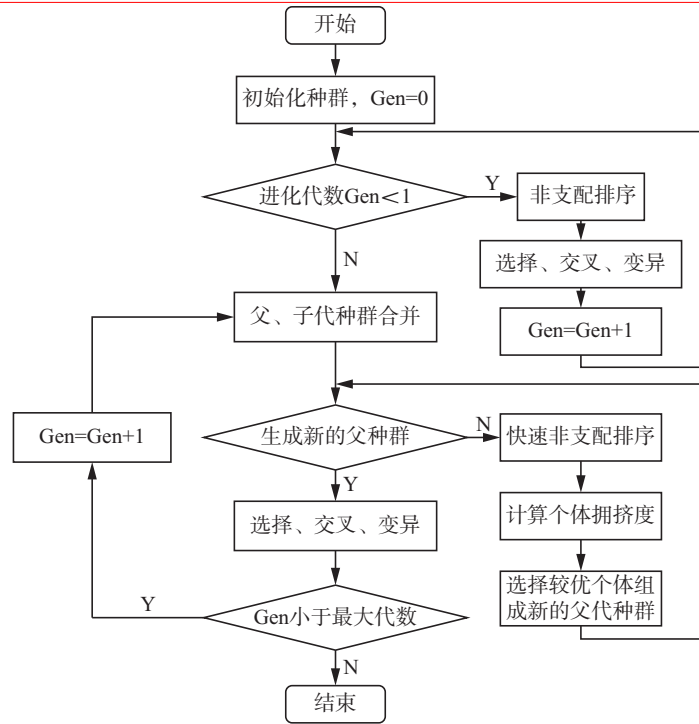 开始
初始化种群，Gen=0
进化代数Gen＜1
Y
非支配排序
N
选择、交叉、变异
父、子代种群合并
Gen=Gen+1
Gen=Gen+1
生成新的父种群
N
快速非支配排序
Y
选择、交叉、变异
计算个体拥挤度
选择较优个体组
成新的父代种群
Y
Gen小于最大代数
N
结束